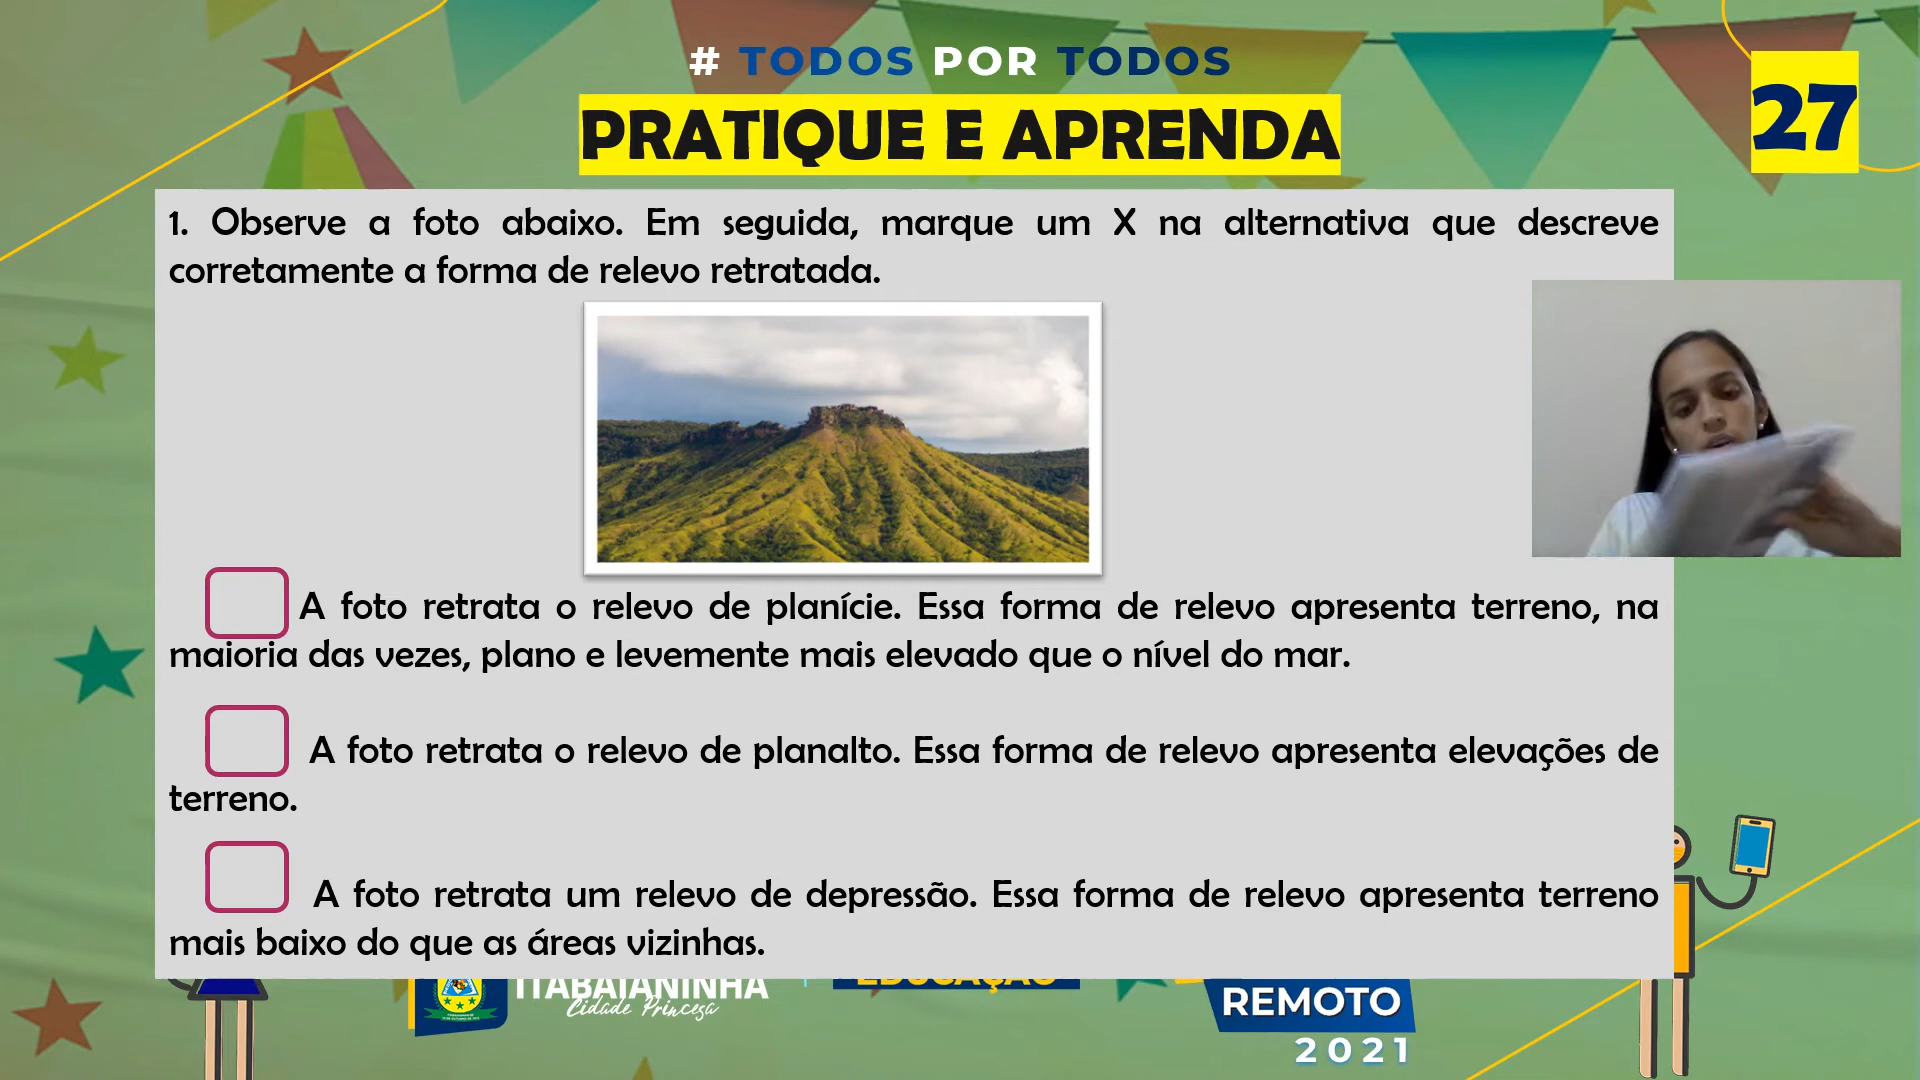 # TODOS POR TODOS
PRATIQUE E APRENDA
27
1. Observe a foto abaixo. Em seguida, marque um X na alternativa que descreve
corretamente a forma de relevo retratada.
A foto retrata o relevo de planície. Essa forma de relevo apresenta terreno, na
maioria das vezes, plano e levemente mais elevado que o nível do mar.
A foto retrata o relevo de planalto. Essa forma de relevo apresenta elevações de
terreno.
A foto retrata um relevo de depressão. Essa forma de relevo apresenta terreno
mais baixo do que as áreas vizinhas.
ITABAIANINHA
Cidade Princesa
EDUCAÇÃO
REMOTO
2021